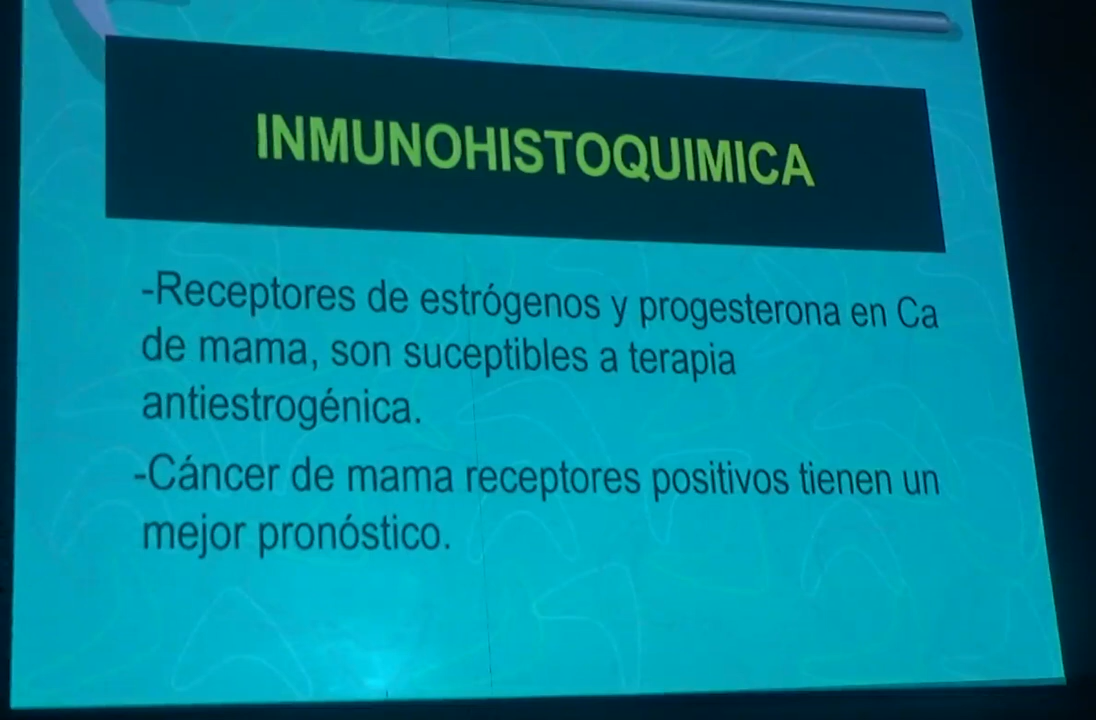 INMUNOHISTOQUIMICA
-Receptores de estrógenos y progesterona en Ca
de mama, son suceptibles a terapia
antiestrogénica.
-Cáncer de mama receptores positivos tienen un
mejor pronóstico.